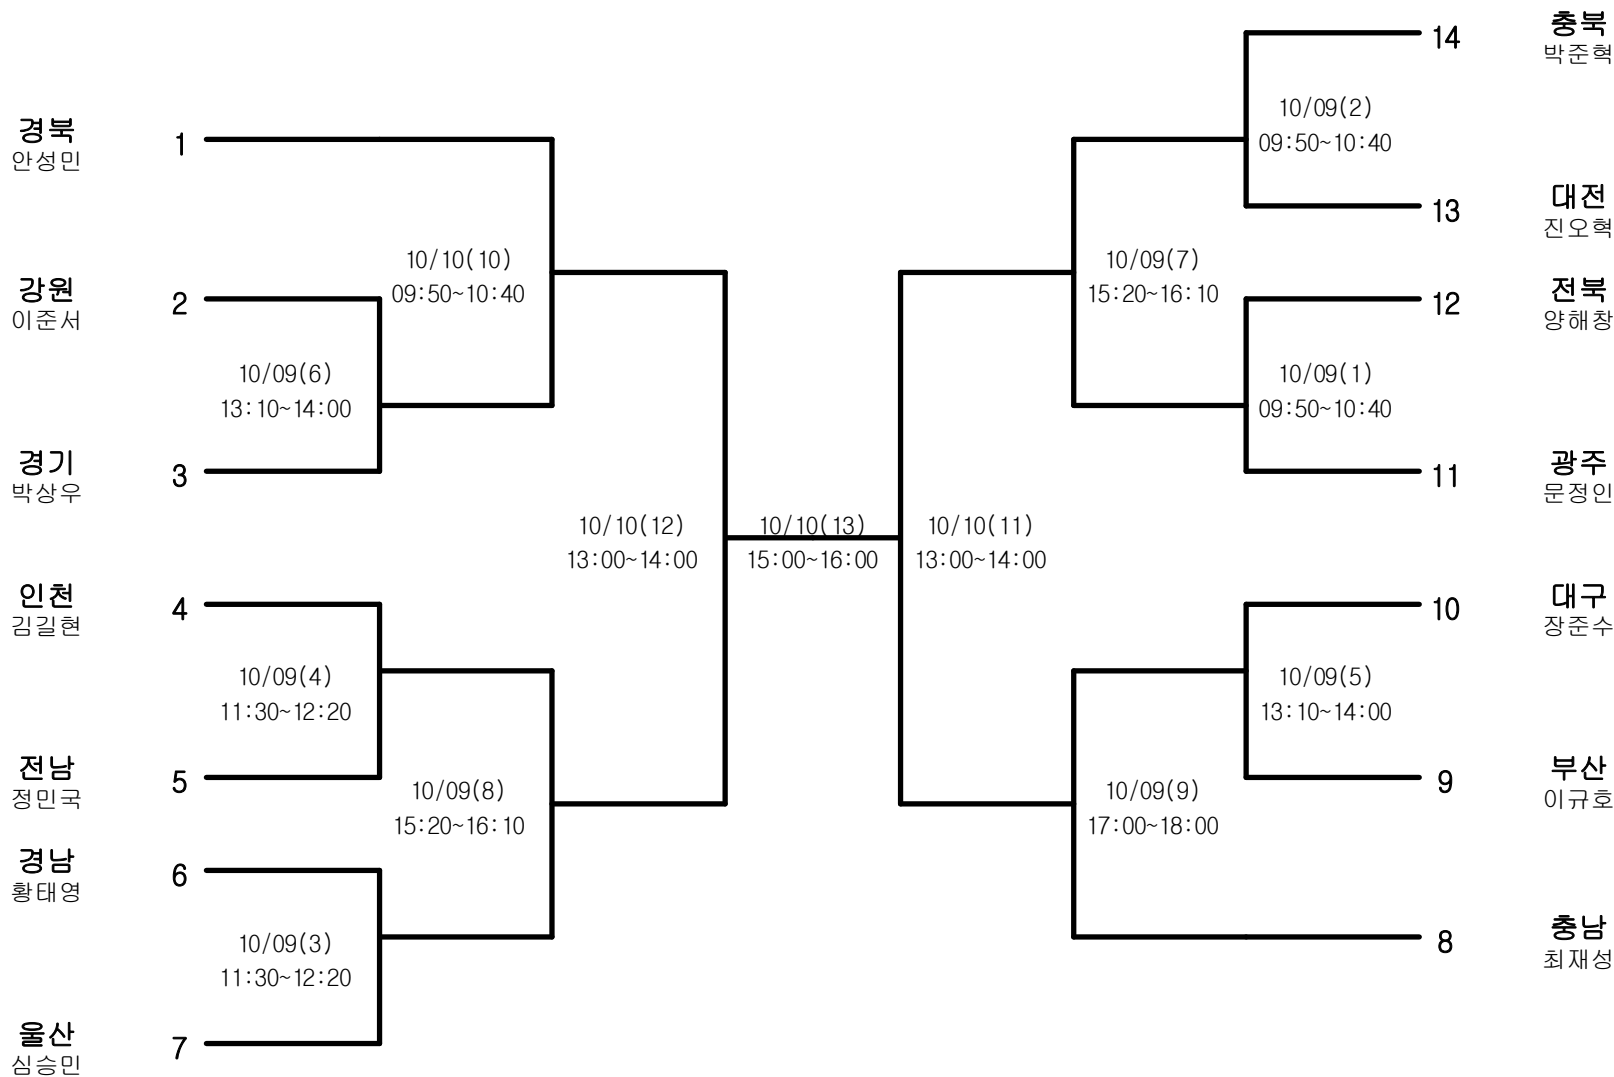 경북
안성민
1
강원
이준서
2
10/10(10)
09:50~10:40
10/09(6)
13:10~14:00
경기
박상우
3
10/10(12)
13:00~14:00
인천
김길현
4
10/09(4)
11:30~12:20
전남
정민국
5
10/09(8)
15:20~16:10
경남
황태영
6
10/09(3)
11:30~12:20
울산
심승민
7
10/10(13)
15:00~16:00
14
충북
박준혁
10/09(2)
09:50~10:40
13
대전
진오혁
10/09(7)
15:20~16:10
12
전북
양해창
10/09(1)
09:50~10:40
11
광주
문정인
10/10(11)
13:00~14:00
10
대구
장준수
10/09(5)
13:10~14:00
9
부산
이규호
10/09(9)
17:00~18:00
8
충남
최재성